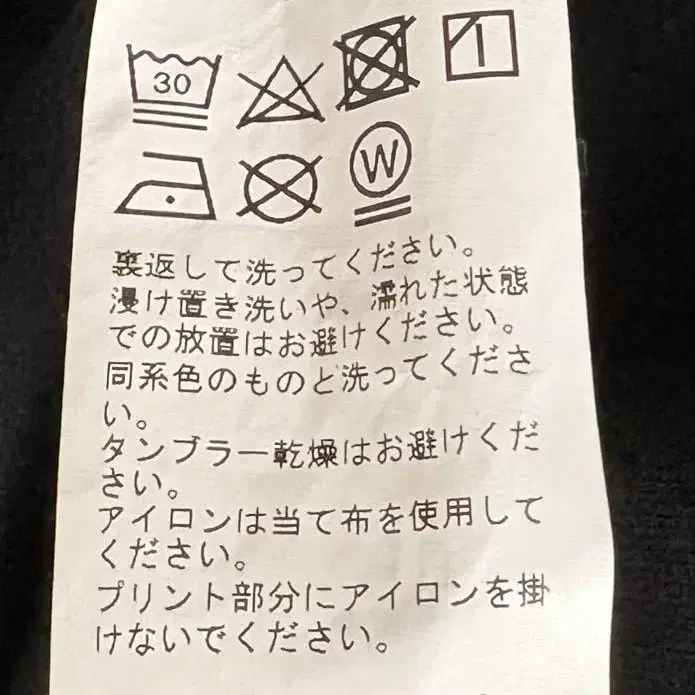 30
W
裏返して洗ってください。
浸け置き洗いや、濡れた状態
での放置はお避けください。
同系色のものと洗ってくださ
い。
タンブラー乾燥はお避けくだ
さい。
アイロンは当て布を使用して
ください。
プリント部分にアイロンを掛
けないでください。